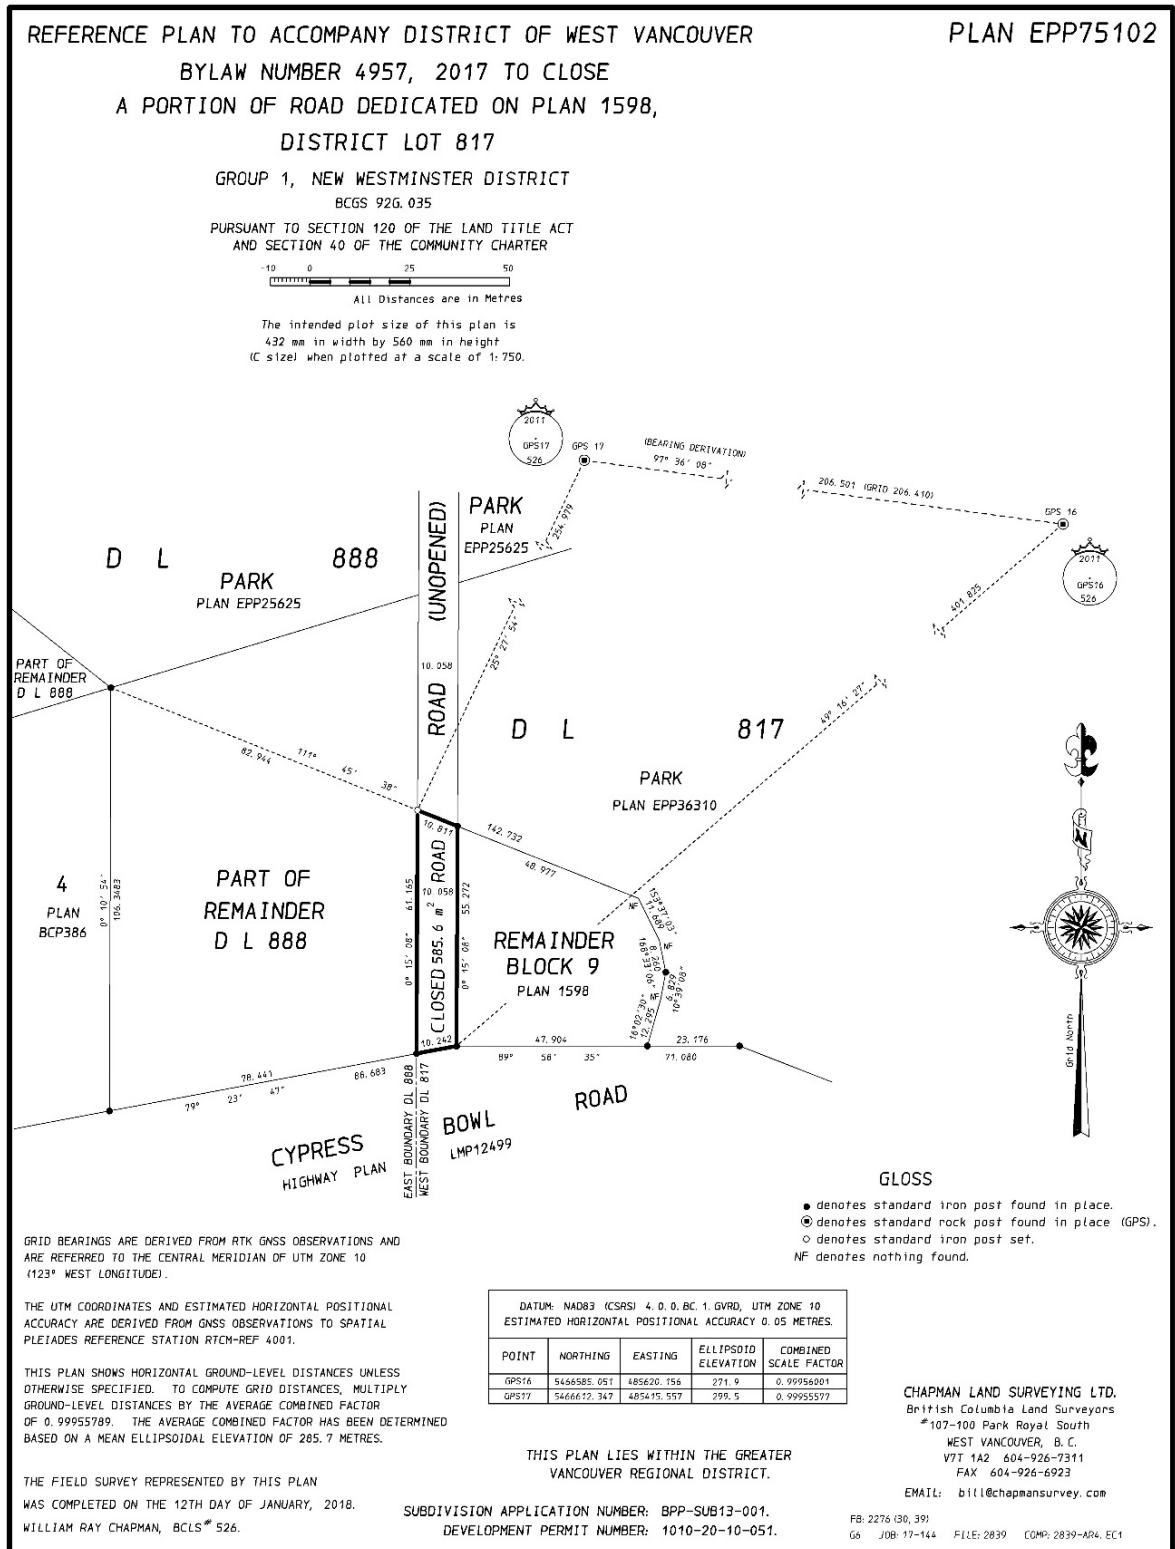 REFERENCE PLAN TO ACCOMPANY DISTRICT OF WEST VANCOUVER
BYLAW NUMBER 4957, 2017 TO CLOSE
A PORTION OF ROAD DEDICATED ON PLAN 1598,
DISTRICT LOT 817
PLAN EPP75102
GROUP 1, NEW WESTMINSTER DISTRICT
BCGS 92G.035
PURSUANT TO SECTION 120 OF THE LAND TITLE ACT
AND SECTION 40 OF THE COMMUNITY CHARTER
-10 0 25 50
All Distances are in Metres
The intended plot size of this plan is
432 mm in width by 560 mm in height
(C size) when plotted at a scale of 1:750.
2011
GPS17
526
GPS 17
(BEARING DERIVATION)
97° 36' 08"
206.501 (GRID 206.410)
GPS 16
2011
GPS16
526
254.979
401.825
PARK
PLAN
EPP25625
D L 888
PARK
PLAN EPP25625
ROAD (UNOPENED)
10.058
25° 27' 54"
49° 16' 27"
PART OF
REMAINDER
D L 888
D L 817
PARK
PLAN EPP36310
82.944
111° 45' 38"
10.811
142.732
48.977
4
PLAN
BCP386
0° 10' 54"
106.3483
PART OF
REMAINDER
D L 888
0° 15' 08"
61.165
CLOSED ROAD
585.6 m2
10.058
0° 15' 08"
55.272
REMAINDER
BLOCK 9
PLAN 1598
NF
153°37'03"
11.689
NF
168°33'06"
8.260
6.829
10°39'08"
NF
16°02'30"
12.295
10.242
47.904
23.176
89° 58' 35"
71.080
78.441
86.683
79° 23' 47"
EAST BOUNDARY DL 888
WEST BOUNDARY DL 817
CYPRESS BOWL ROAD
HIGHWAY PLAN LMP12499
N
Grid North
GLOSS
denotes standard iron post found in place.
denotes standard rock post found in place (GPS).
denotes standard iron post set.
NF denotes nothing found.
GRID BEARINGS ARE DERIVED FROM RTK GNSS OBSERVATIONS AND
ARE REFERRED TO THE CENTRAL MERIDIAN OF UTM ZONE 10
(123° WEST LONGITUDE).
THE UTM COORDINATES AND ESTIMATED HORIZONTAL POSITIONAL
ACCURACY ARE DERIVED FROM GNSS OBSERVATIONS TO SPATIAL
PLEIADES REFERENCE STATION RTCM-REF 4001.
THIS PLAN SHOWS HORIZONTAL GROUND-LEVEL DISTANCES UNLESS
OTHERWISE SPECIFIED. TO COMPUTE GRID DISTANCES, MULTIPLY
GROUND-LEVEL DISTANCES BY THE AVERAGE COMBINED FACTOR
OF 0.99955789. THE AVERAGE COMBINED FACTOR HAS BEEN DETERMINED
BASED ON A MEAN ELLIPSOIDAL ELEVATION OF 285.7 METRES.
THE FIELD SURVEY REPRESENTED BY THIS PLAN
WAS COMPLETED ON THE 12TH DAY OF JANUARY, 2018.
WILLIAM RAY CHAPMAN, BCLS# 526.
DATUM: NAD83 (CSRS) 4.0.0.BC.1.GVRD, UTM ZONE 10
ESTIMATED HORIZONTAL POSITIONAL ACCURACY 0.05 METRES.
POINT NORTHING EASTING ELLIPSOID ELEVATION COMBINED SCALE FACTOR
GPS16 5466585.051 485620.156 271.9 0.99956001
GPS17 5466612.347 485415.557 299.5 0.99955577
THIS PLAN LIES WITHIN THE GREATER
VANCOUVER REGIONAL DISTRICT.
SUBDIVISION APPLICATION NUMBER: BPP-SUB13-001.
DEVELOPMENT PERMIT NUMBER: 1010-20-10-051.
CHAPMAN LAND SURVEYING LTD.
British Columbia Land Surveyors
#107-100 Park Royal South
WEST VANCOUVER, B.C.
V7T 1A2 604-926-7311
FAX 604-926-6923
EMAIL: bill@chapmansurvey.com
FB: 2276 (30, 39)
G6 JOB: 17-144 FILE: 2839 COMP: 2839-AR4.EC1